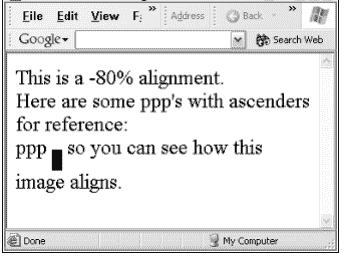 File Edit View F: » Address Back »
Google Search Web
This is a -80% alignment.
Here are some ppp's with ascenders
for reference:
ppp so you can see how this
image aligns.
Done My Computer